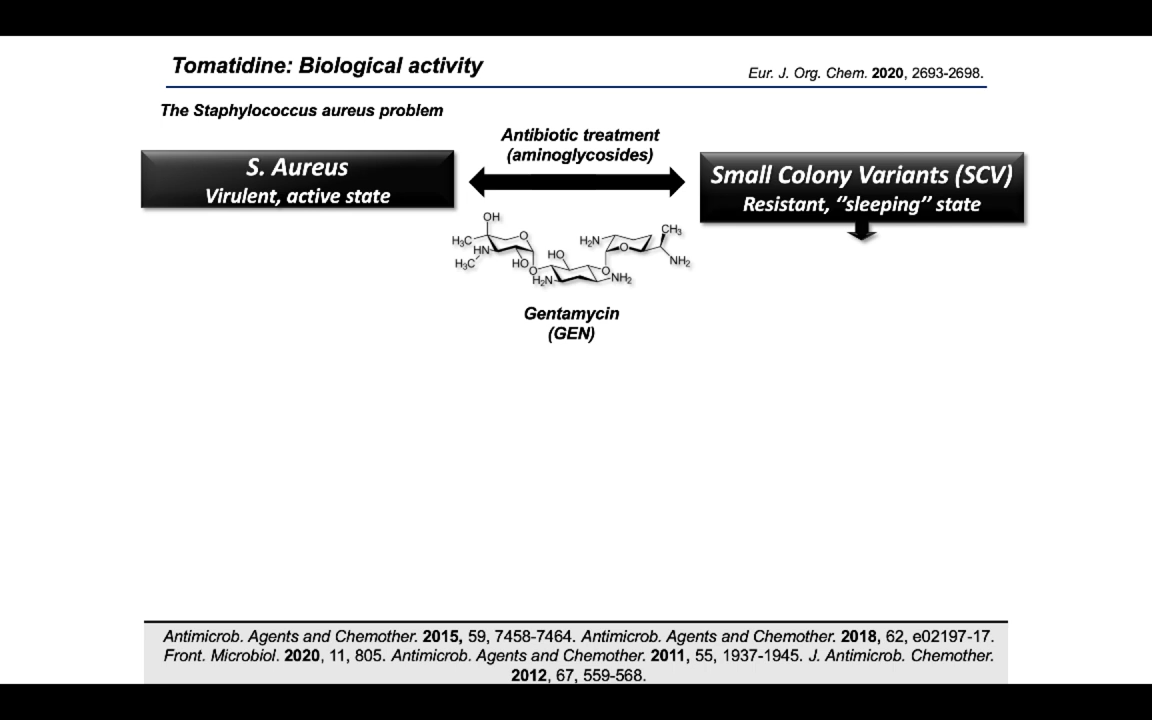 Tomatidine: Biological activity
Eur. J. Org. Chem. 2020, 2693-2698.
The Staphylococcus aureus problem
Antibiotic treatment
(aminoglycosides)
S. Aureus
Virulent, active state
Small Colony Variants (SCV)
Resistant, ‘’sleeping’’ state
OH
H₃C
O
HN
H₃C
HO
O
HO
H₂N
H₂N
O
O
NH₂
CH₃
NH₂
Gentamycin
(GEN)
Antimicrob. Agents and Chemother. 2015, 59, 7458-7464. Antimicrob. Agents and Chemother. 2018, 62, e02197-17.
Front. Microbiol. 2020, 11, 805. Antimicrob. Agents and Chemother. 2011, 55, 1937-1945. J. Antimicrob. Chemother.
2012, 67, 559-568.